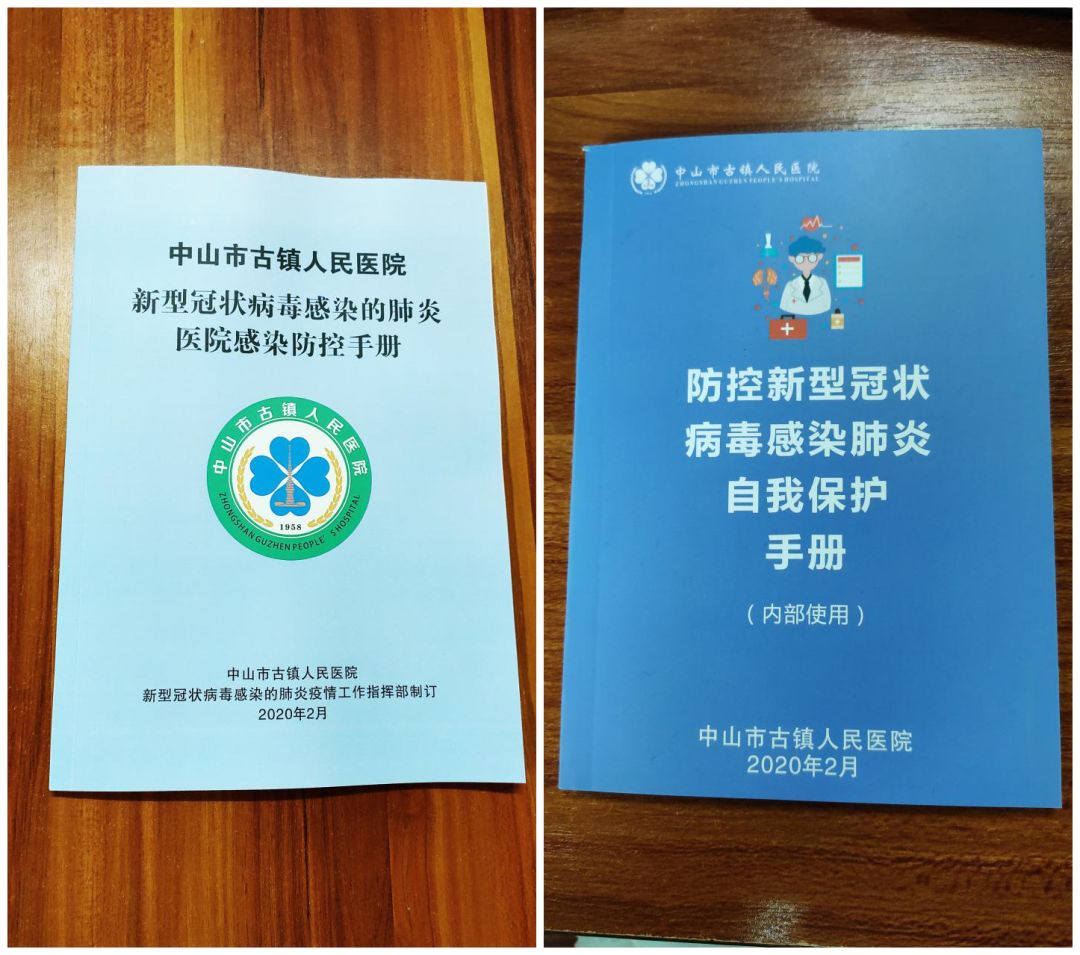 中山市古镇人民医院
新型冠状病毒感染的肺炎
医院感染防控手册
中山市古镇人民医院
1958
ZHONGSHAN GUZHEN PEOPLE'S HOSPITAL
中山市古镇人民医院
新型冠状病毒感染的肺炎疫情工作指挥部制订
2020年2月
中山市古镇人民医院
ZHONGSHAN GUZHEN PEOPLE'S HOSPITAL
防控新型冠状
病毒感染肺炎
自我保护
手册
（内部使用）
中山市古镇人民医院
2020年2月